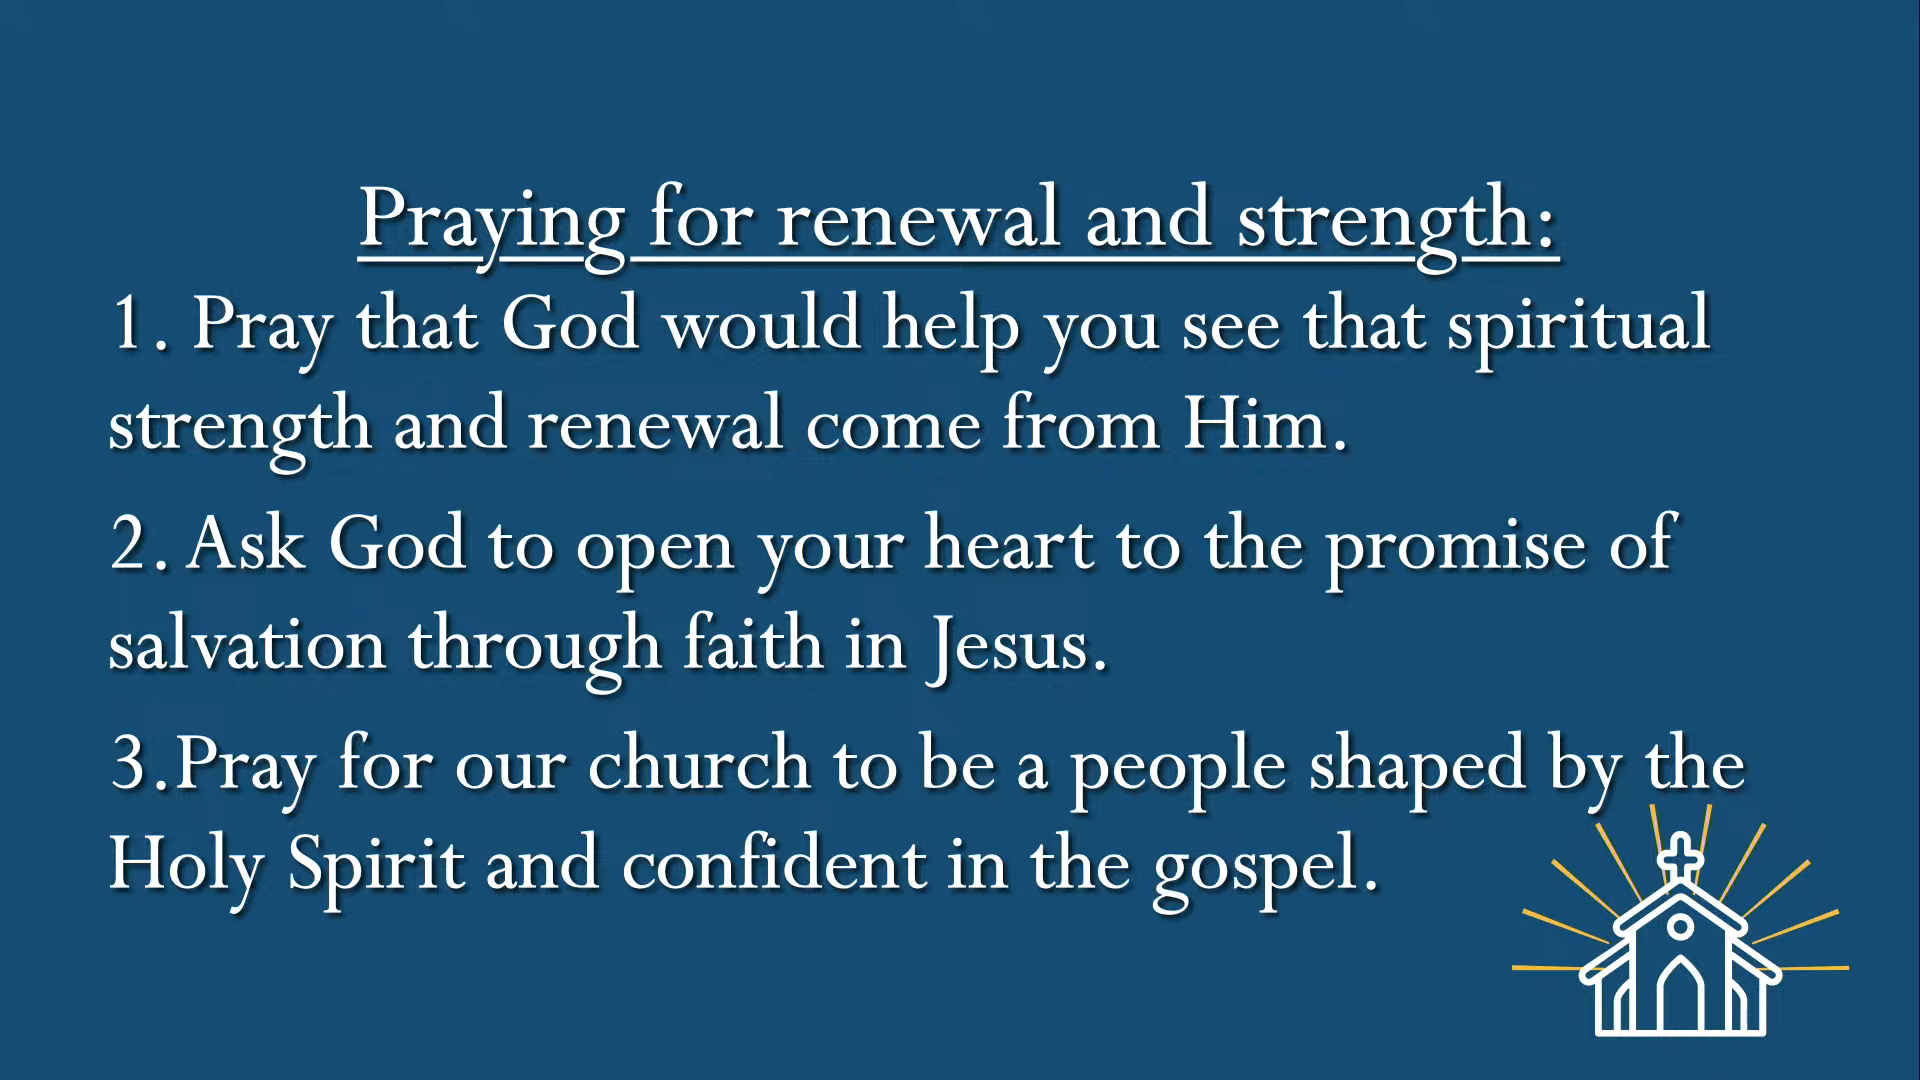 Praying for renewal and strength:
1. Pray that God would help you see that spiritual
strength and renewal come from Him.
2. Ask God to open your heart to the promise of
salvation through faith in Jesus.
3.Pray for our church to be a people shaped by the
Holy Spirit and confident in the gospel.